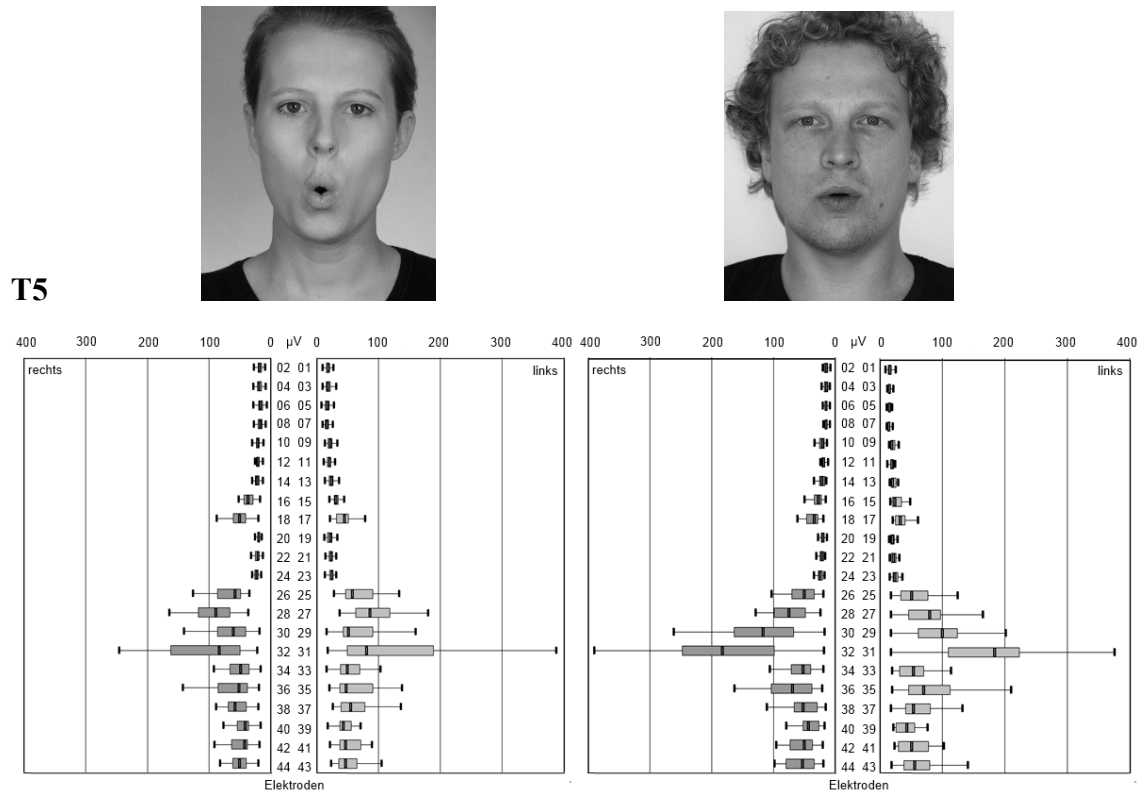 T5
400 300 200 100 0 µV 0 100 200 300 400 400 300 200 100 0 µV 0 100 200 300 400
rechts 02 01 links rechts 02 01 links
04 03 04 03
06 05 06 05
08 07 08 07
10 09 10 09
12 11 12 11
14 13 14 13
16 15 16 15
18 17 18 17
20 19 20 19
22 21 22 21
24 23 24 23
26 25 26 25
28 27 28 27
30 29 30 29
32 31 32 31
34 33 34 33
36 35 36 35
38 37 38 37
40 39 40 39
42 41 42 41
44 43 44 43
Elektroden Elektroden